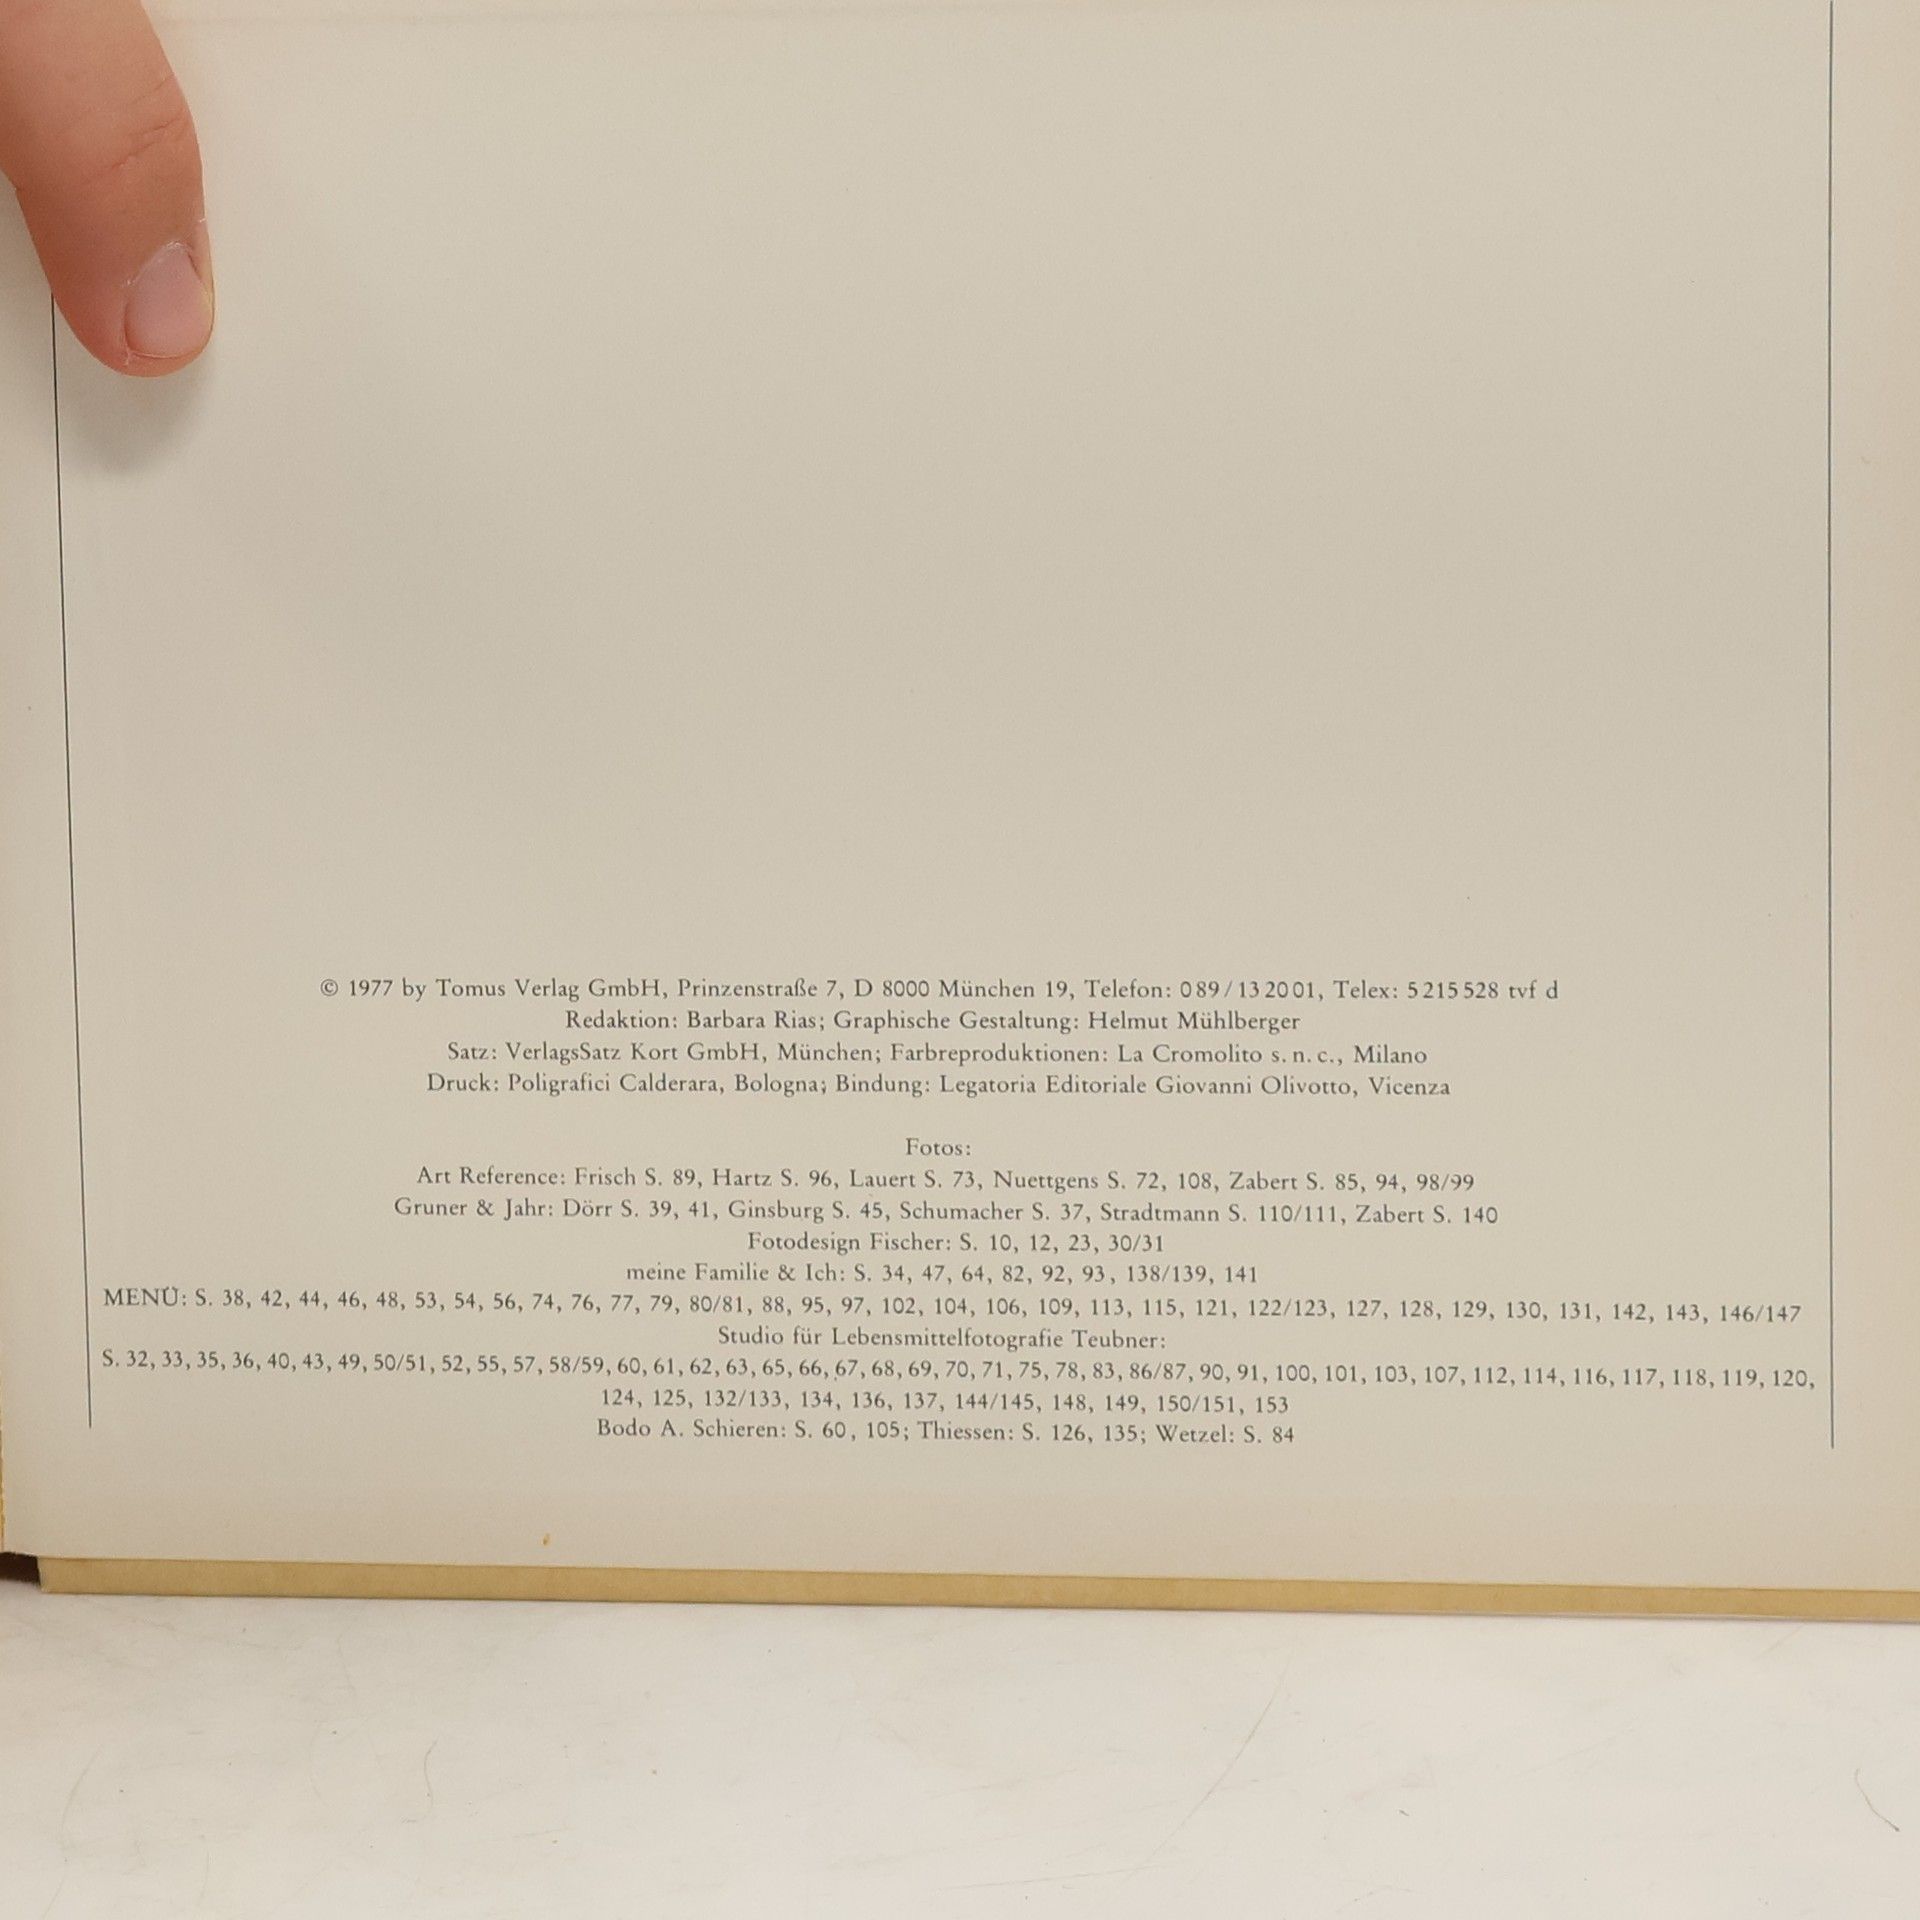 © 1977 by Tomus Verlag GmbH, Prinzenstraße 7, D 8000 München 19, Telefon: 089/132001, Telex: 5215528 tvf d
Redaktion: Barbara Rias; Graphische Gestaltung: Helmut Mühlberger
Satz: VerlagsSatz Kort GmbH, München; Farbreproduktionen: La Cromolito s. n. c., Milano
Druck: Poligrafici Calderara, Bologna; Bindung: Legatoria Editoriale Giovanni Olivotto, Vicenza
Fotos:
Art Reference: Frisch S. 89, Hartz S. 96, Lauert S. 73, Nuettgens S. 72, 108, Zabert S. 85, 94, 98/99
Gruner & Jahr: Dörr S. 39, 41, Ginsburg S. 45, Schumacher S. 37, Stradtmann S. 110/111, Zabert S. 140
Fotodesign Fischer: S. 10, 12, 23, 30/31
meine Familie & Ich: S. 34, 47, 64, 82, 92, 93, 138/139, 141
MENÜ: S. 38, 42, 44, 46, 48, 53, 54, 56, 74, 76, 77, 79, 80/81, 88, 95, 97, 102, 104, 106, 109, 113, 115, 121, 122/123, 127, 128, 129, 130, 131, 142, 143, 146/147
Studio für Lebensmittelfotografie Teubner:
S. 32, 33, 35, 36, 40, 43, 49, 50/51, 52, 55, 57, 58/59, 60, 61, 62, 63, 65, 66, 67, 68, 69, 70, 71, 75, 78, 83, 86/87, 90, 91, 100, 101, 103, 107, 112, 114, 116, 117, 118, 119, 120,
124, 125, 132/133, 134, 136, 137, 144/145, 148, 149, 150/151, 153
Bodo A. Schieren: S. 60, 105; Thiessen: S. 126, 135; Wetzel: S. 84